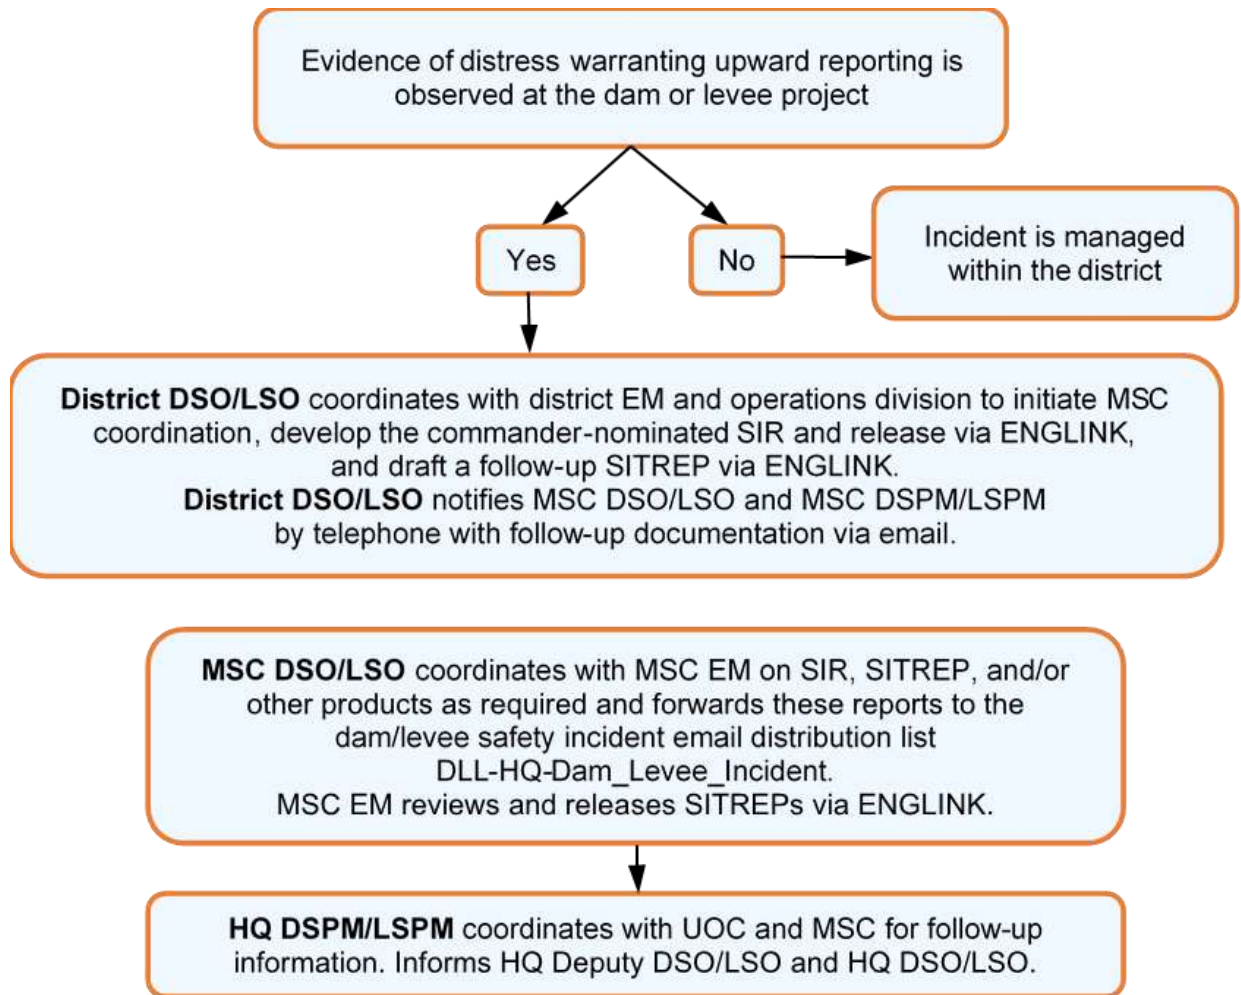 Evidence of distress warranting upward reporting is
observed at the dam or levee project
Yes
No
Incident is managed
within the district
District DSO/LSO coordinates with district EM and operations division to initiate MSC
coordination, develop the commander-nominated SIR and release via ENGLINK,
and draft a follow-up SITREP via ENGLINK.
District DSO/LSO notifies MSC DSO/LSO and MSC DSPM/LSPM
by telephone with follow-up documentation via email.
MSC DSO/LSO coordinates with MSC EM on SIR, SITREP, and/or
other products as required and forwards these reports to the
dam/levee safety incident email distribution list
DLL-HQ-Dam_Levee_Incident.
MSC EM reviews and releases SITREPs via ENGLINK.
HQ DSPM/LSPM coordinates with UOC and MSC for follow-up
information. Informs HQ Deputy DSO/LSO and HQ DSO/LSO.